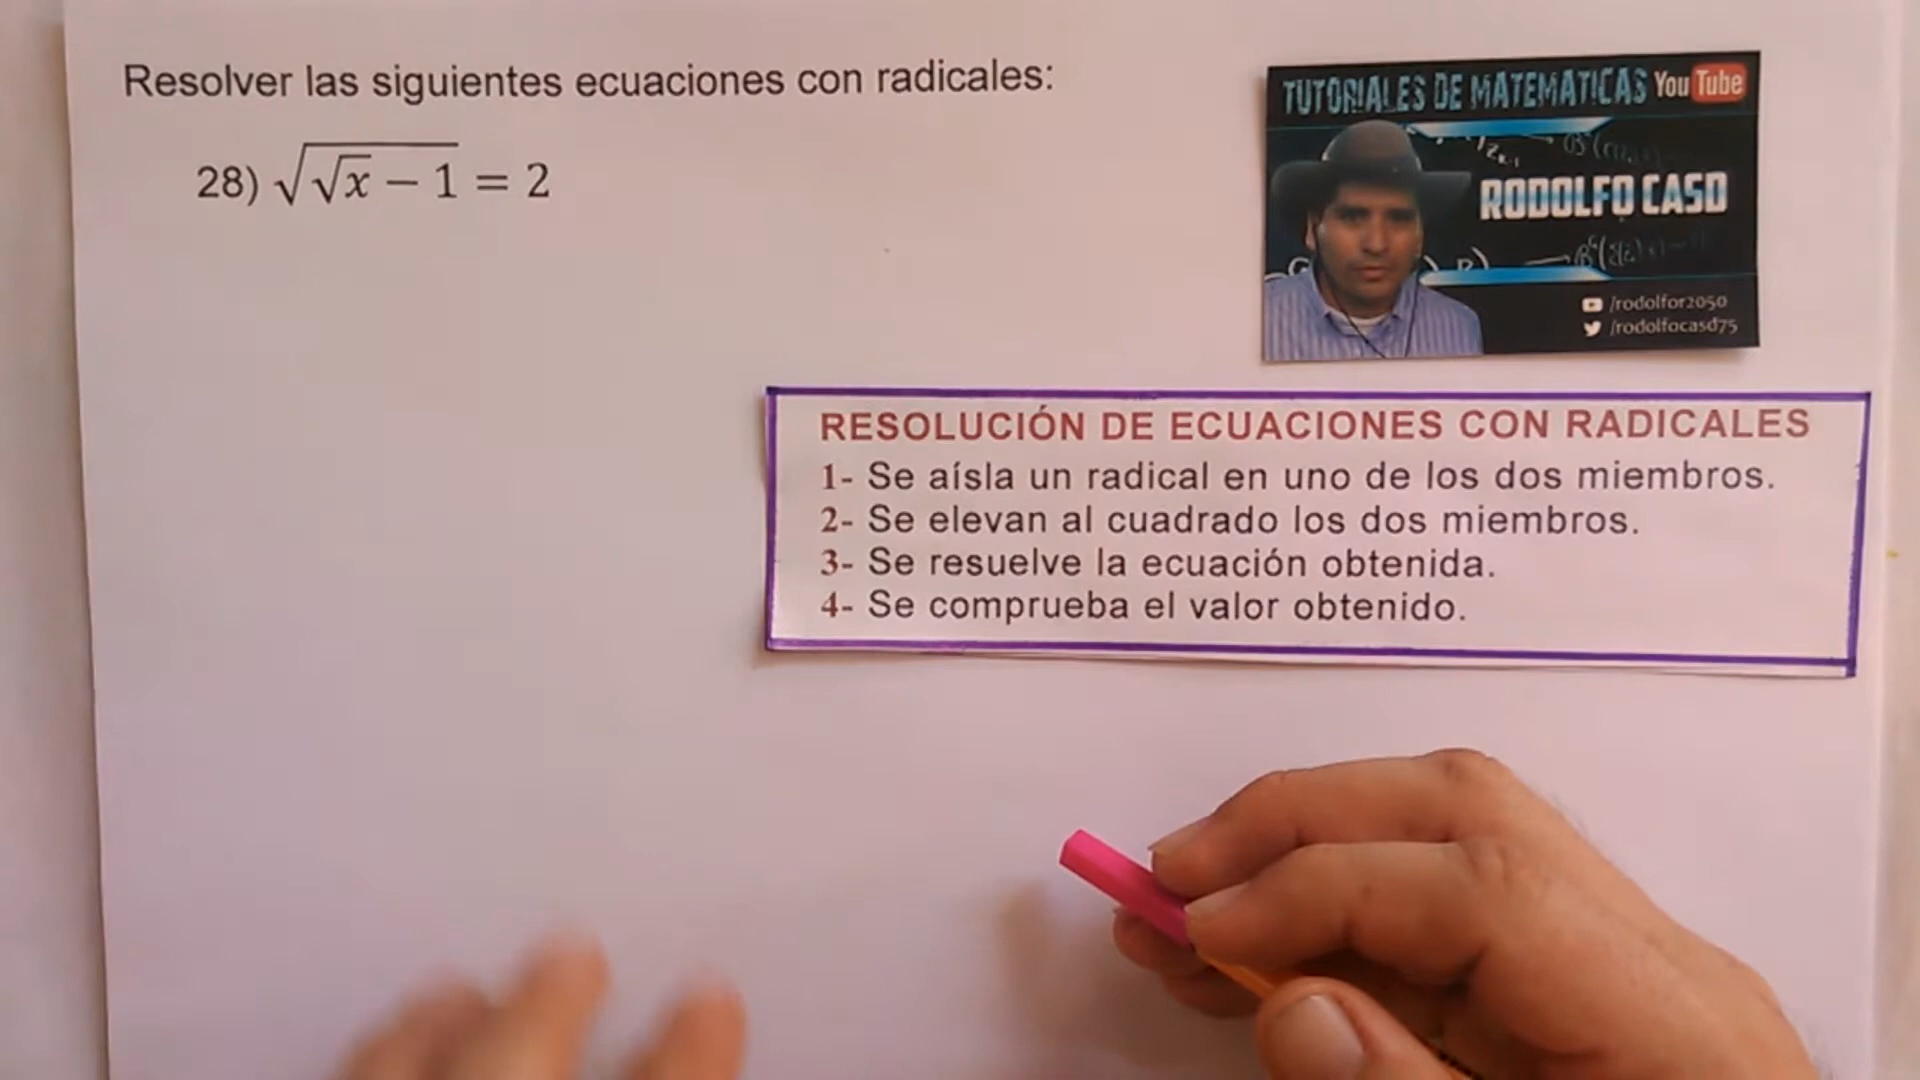 Resolver las siguientes ecuaciones con radicales:
28) √(√x − 1) = 2
TUTORIALES DE MATEMATICAS YouTube
RODOLFO CASD
/rodolfor2050
/rodolfocasd75
RESOLUCIÓN DE ECUACIONES CON RADICALES
1- Se aísla un radical en uno de los dos miembros.
2- Se elevan al cuadrado los dos miembros.
3- Se resuelve la ecuación obtenida.
4- Se comprueba el valor obtenido.